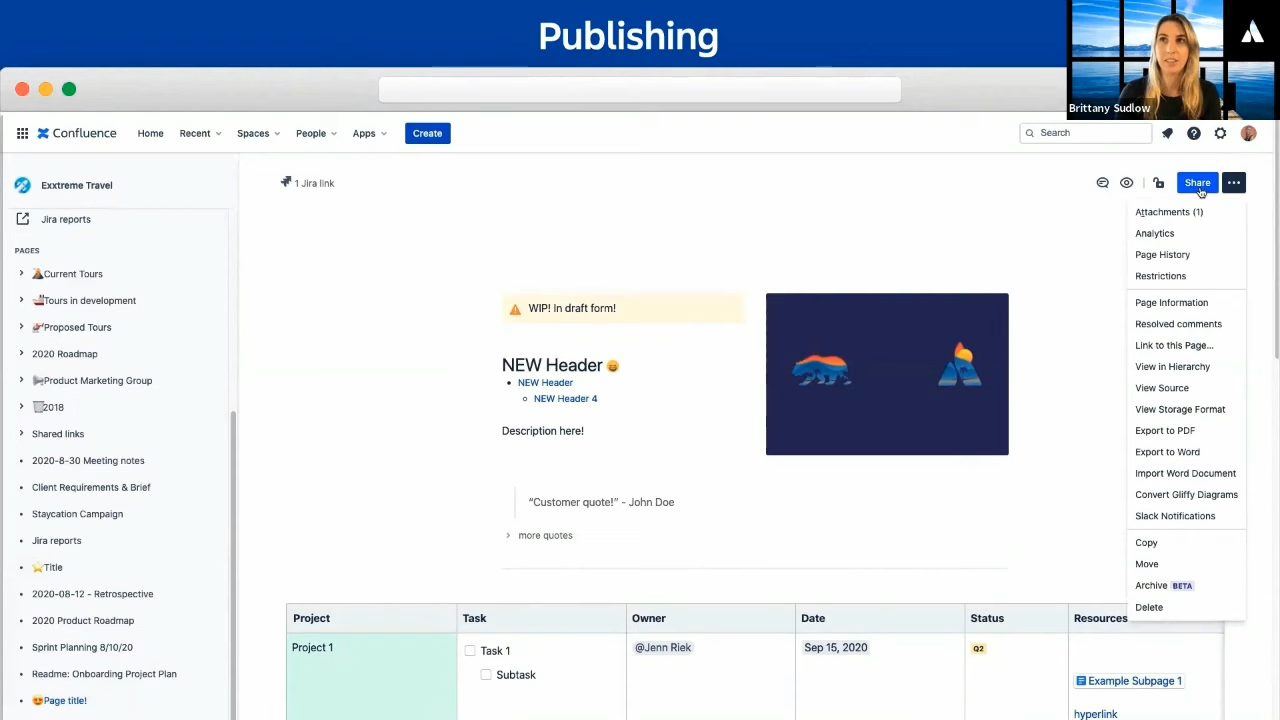 Publishing
Brittany Sudlow
Confluence Home Recent Spaces People Apps Create Search
Exxtreme Travel
Jira reports
PAGES
Current Tours
Tours in development
Proposed Tours
2020 Roadmap
Product Marketing Group
2018
Shared links
2020-8-30 Meeting notes
Client Requirements & Brief
Staycation Campaign
Jira reports
Title
2020-08-12 - Retrospective
2020 Product Roadmap
Sprint Planning 8/10/20
Readme: Onboarding Project Plan
Page title!
1 Jira link
Share
WIP! In draft form!
NEW Header
NEW Header
NEW Header 4
Description here!
“Customer quote!” - John Doe
more quotes
Project Task Owner Date Status Resources
Project 1 Task 1 @Jenn Riek Sep 15, 2020 Q2
Subtask
Example Subpage 1
hyperlink
Attachments (1)
Analytics
Page History
Restrictions
Page Information
Resolved comments
Link to this Page...
View in Hierarchy
View Source
View Storage Format
Export to PDF
Export to Word
Import Word Document
Convert Gliffy Diagrams
Slack Notifications
Copy
Move
Archive BETA
Delete